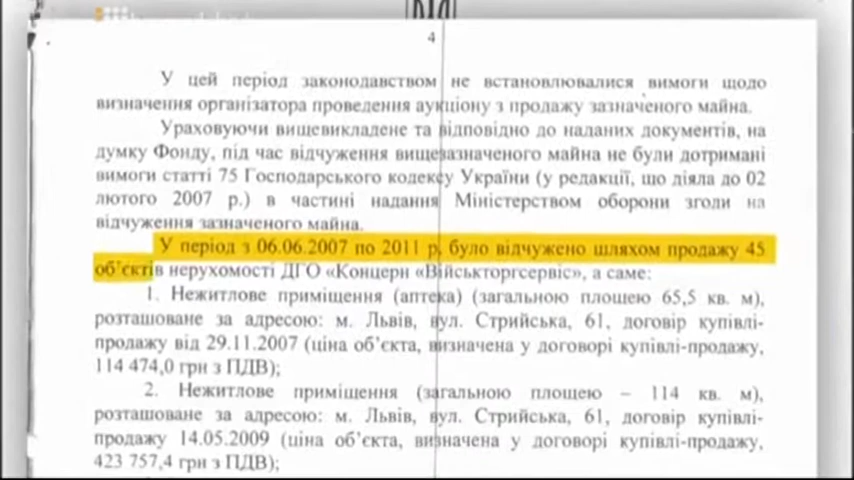 4
У цей період законодавством не встановлювалися вимоги щодо
визначення організатора проведення аукціону з продажу зазначеного майна.
Ураховуючи вищевикладене та відповідно до наданих документів, на
думку Фонду, під час відчуження вищезазначеного майна не були дотримані
вимоги статті 75 Господарського кодексу України (у редакції, що діяла до 02
лютого 2007 р.) в частині надання Міністерством оборони зголи на
відчуження зазначеного майна.
У період з 06.06.2007 по 2011 р. було відчужено шляхом продажу 45
об’єктів нерухомості ДГО «Концерн «Військторгсервіс», а саме:
1. Нежитлове приміщення (аптека) (загальною площею 65,5 кв. м),
розташоване за адресою: м. Львів, вул. Стрийська, 61, договір купівлі-
продажу від 29.11.2007 (ціна об’єкта, визначена у договорі купівлі-продажу,
114 474,0 грн з ПДВ);
2. Нежитлове приміщення (загальною площею – 114 кв. м),
розташоване за адресою: м. Львів, вул. Стрийська, 61, договір купівлі-
продажу 14.05.2009 (ціна об’єкта, визначена у договорі купівлі-продажу,
423 757,4 грн з ПДВ);